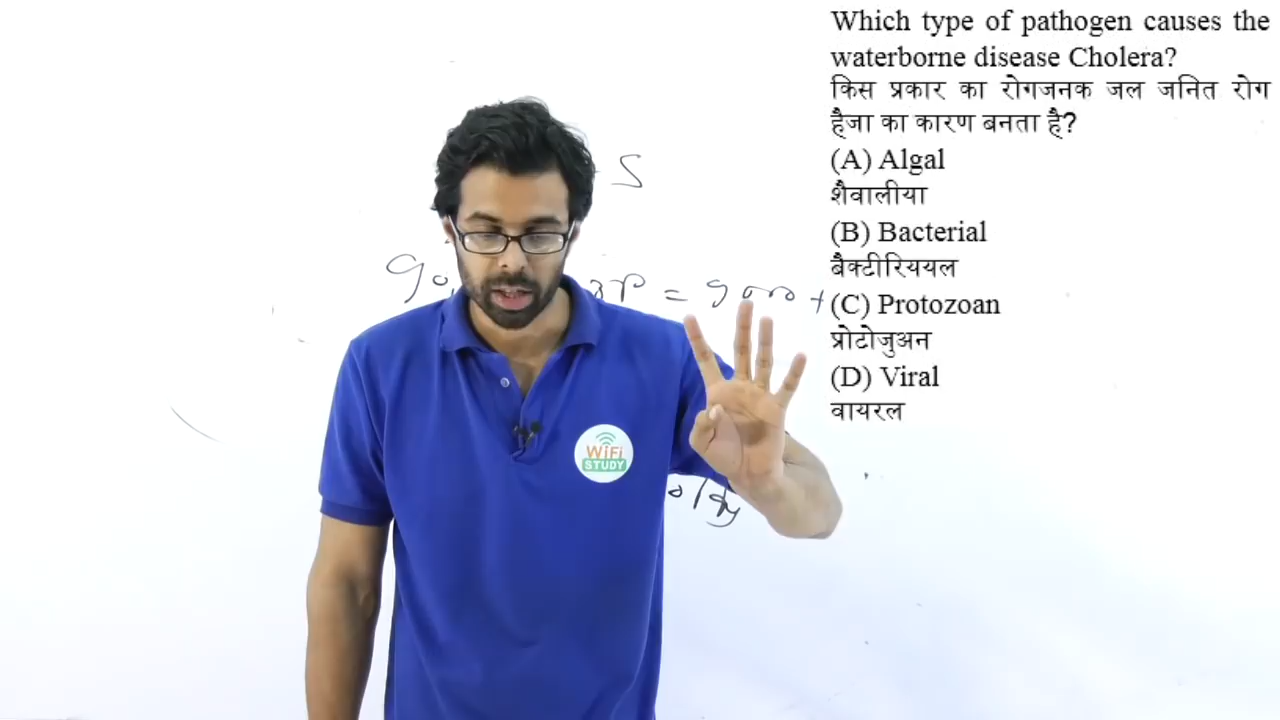 Which type of pathogen causes the
waterborne disease Cholera?
किस प्रकार का रोगजनक जल जनित रोग
हैजा का कारण बनता है?
(A) Algal
शैवालीया
(B) Bacterial
बैक्टीरिययल
(C) Protozoan
प्रोटोजुअन
(D) Viral
वायरल
S
WiFi
STUDY